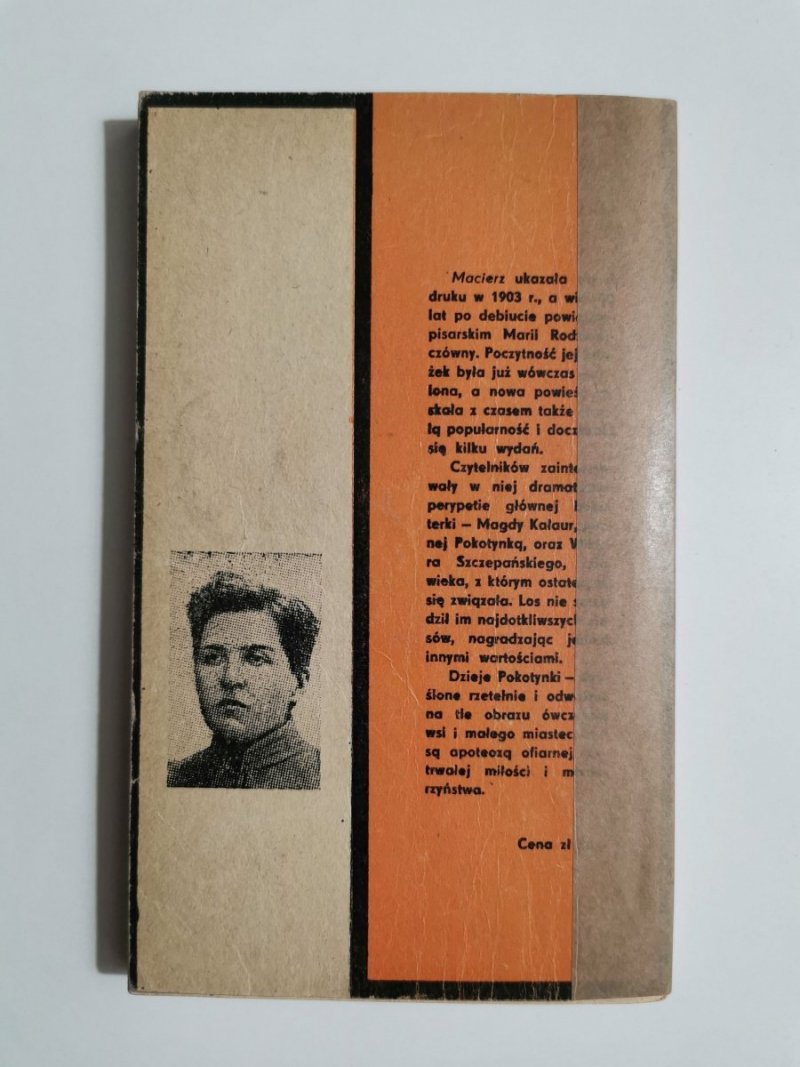 Macierz ukazała
druku w 1903 r., a wi
lat po debiucie powi
pisarskim Marii Rod
czówny. Poczytność jej
żek była już wówczas
lona, a nowa powieś
skała z czasem także
łą popularność i docz
się kilku wydań.
Czytelników zainte
wały w niej dramat
perypetie głównej
terki – Magdy Kałaur,
nej Pokotynką, oraz W
ra Szczepańskiego,
wieka, z którym ostate
się związała. Los nie
dził im najdotkliwszyc
sów, nagradzając je
innymi wartościami.
Dzieje Pokotynki –
ślone rzetelnie i odw
na tle obrazu ówcz
wsi i małego miastec
są apoteozą ofiarnej
trwałej miłości i m
rzyństwa.
Cena zł